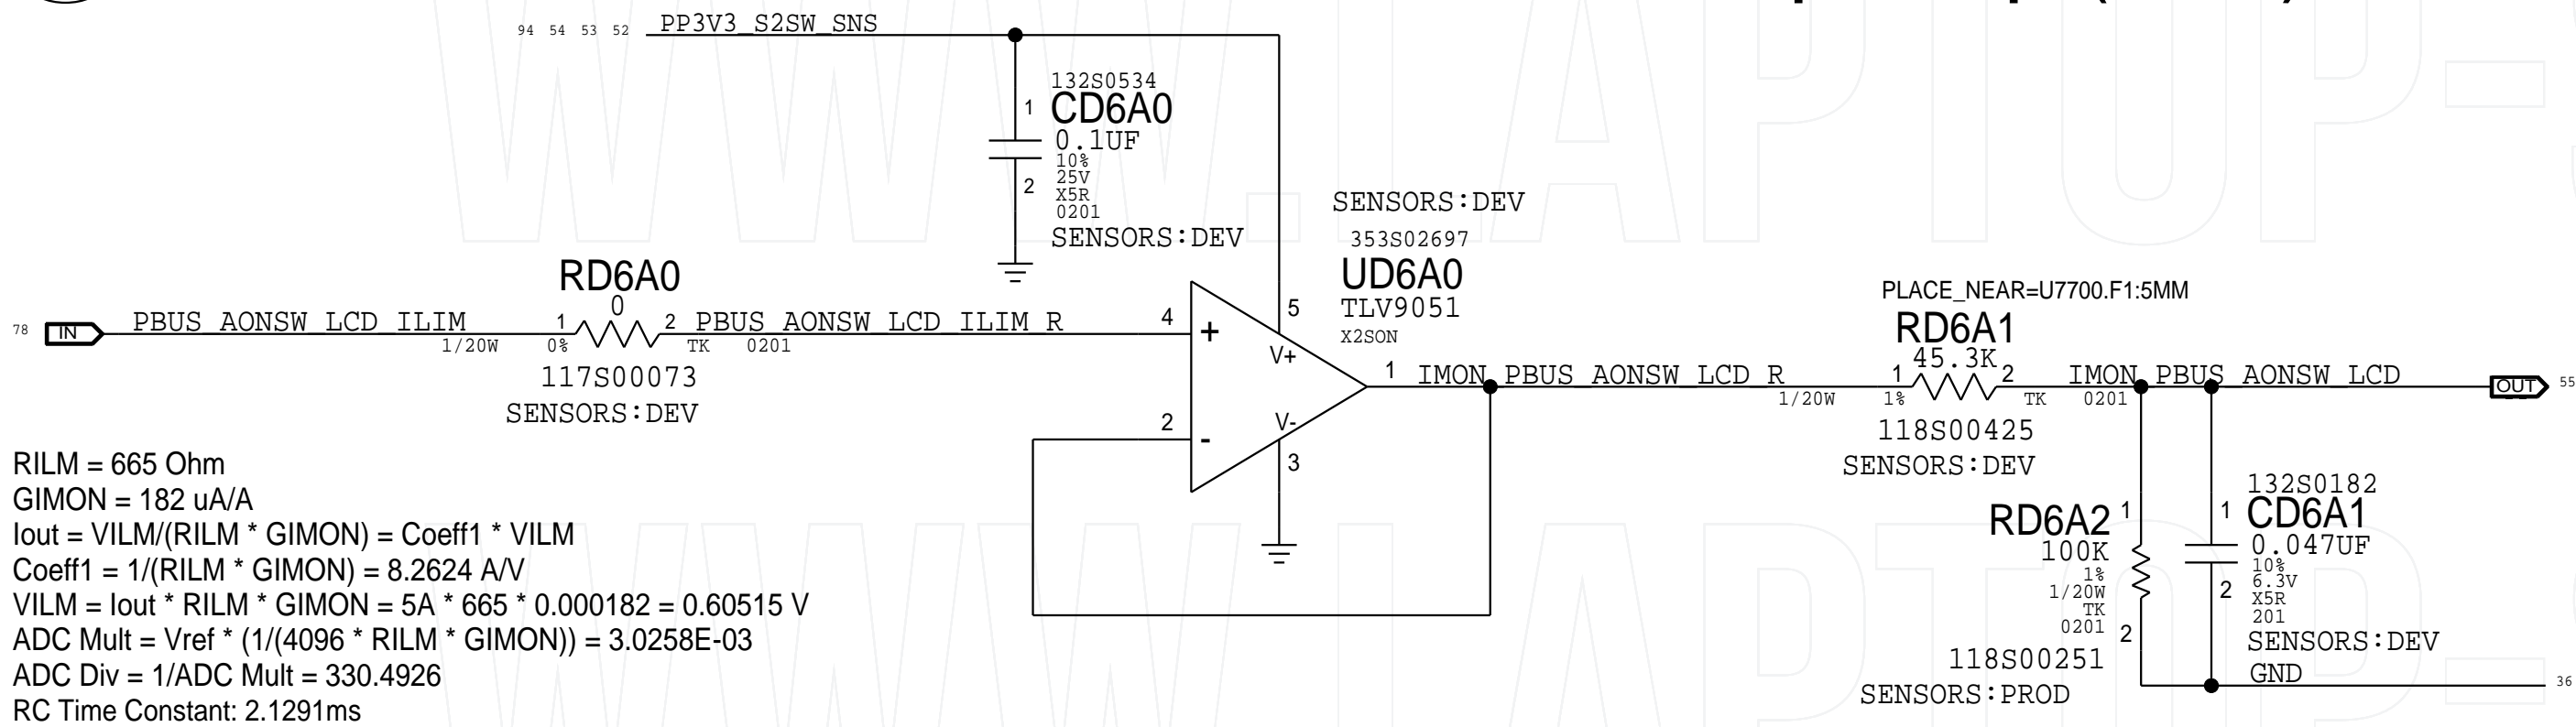 94 54 53 52 PP3V3_S2SW_SNS
132S0534
1 CD6A0
0.1UF
10%
25V
2 X5R
0201
SENSORS:DEV
SENSORS:DEV
353S02697
UD6A0
TLV9051
X2SON
RD6A0
0
78 IN PBUS_AONSW_LCD_ILIM 1 2 PBUS_AONSW_LCD_ILIM_R 4 + 5
1/20W 0% TK 0201
117S00073
SENSORS:DEV
V+
2 - V- 3
PLACE_NEAR=U7700.F1:5MM
RD6A1
45.3K
1 IMON_PBUS_AONSW_LCD_R 1 2 IMON_PBUS_AONSW_LCD OUT 55
1/20W 1% TK 0201
118S00425
SENSORS:DEV
132S0182
RD6A2 1 1 CD6A1
100K 0.047UF
1% 10%
1/20W 6.3V
TK 2 X5R
0201 2 201
SENSORS:DEV
118S00251 GND 36
SENSORS:PROD
RILM = 665 Ohm
GIMON = 182 uA/A
Iout = VILM/(RILM * GIMON) = Coeff1 * VILM
Coeff1 = 1/(RILM * GIMON) = 8.2624 A/V
VILM = Iout * RILM * GIMON = 5A * 665 * 0.000182 = 0.60515 V
ADC Mult = Vref * (1/(4096 * RILM * GIMON)) = 3.0258E-03
ADC Div = 1/ADC Mult = 330.4926
RC Time Constant: 2.1291ms
WWW.LAPTOP-
WWW.LAPTOP-